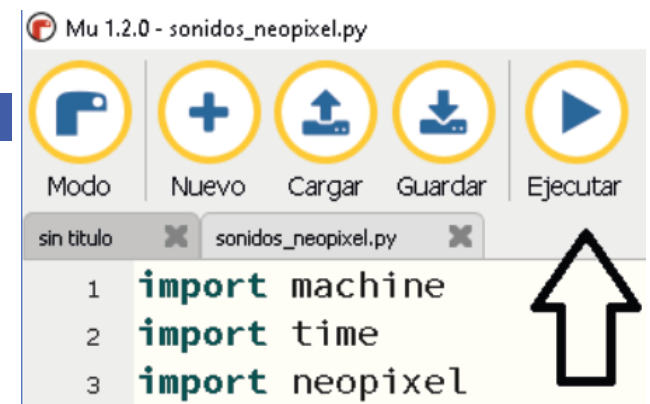 Mu 1.2.0 - sonidos_neopixel.py
Modo Nuevo Cargar Guardar Ejecutar
sin titulo sonidos_neopixel.py
1 import machine
2 import time
3 import neopixel